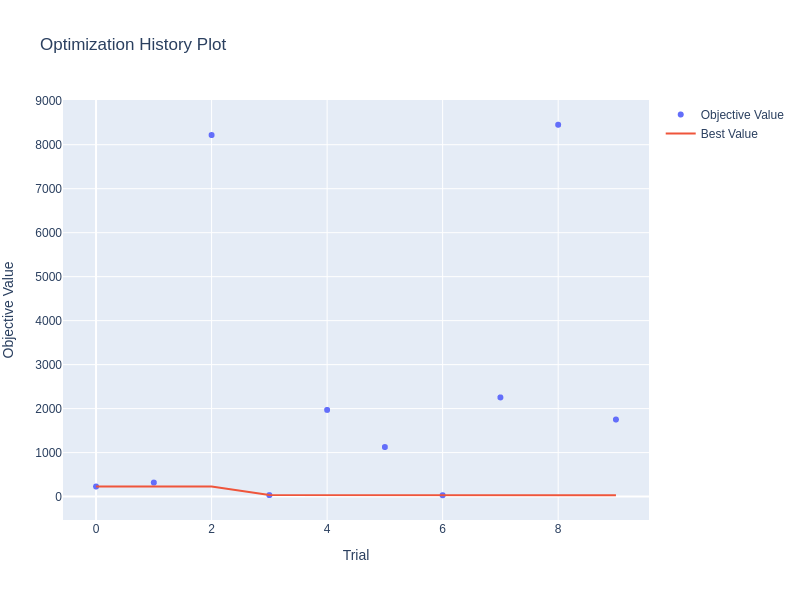 Optimization History Plot
9000
8000
7000
6000
5000
4000
3000
2000
1000
0
Objective Value
0 2 4 6 8
Trial
Objective Value
Best Value